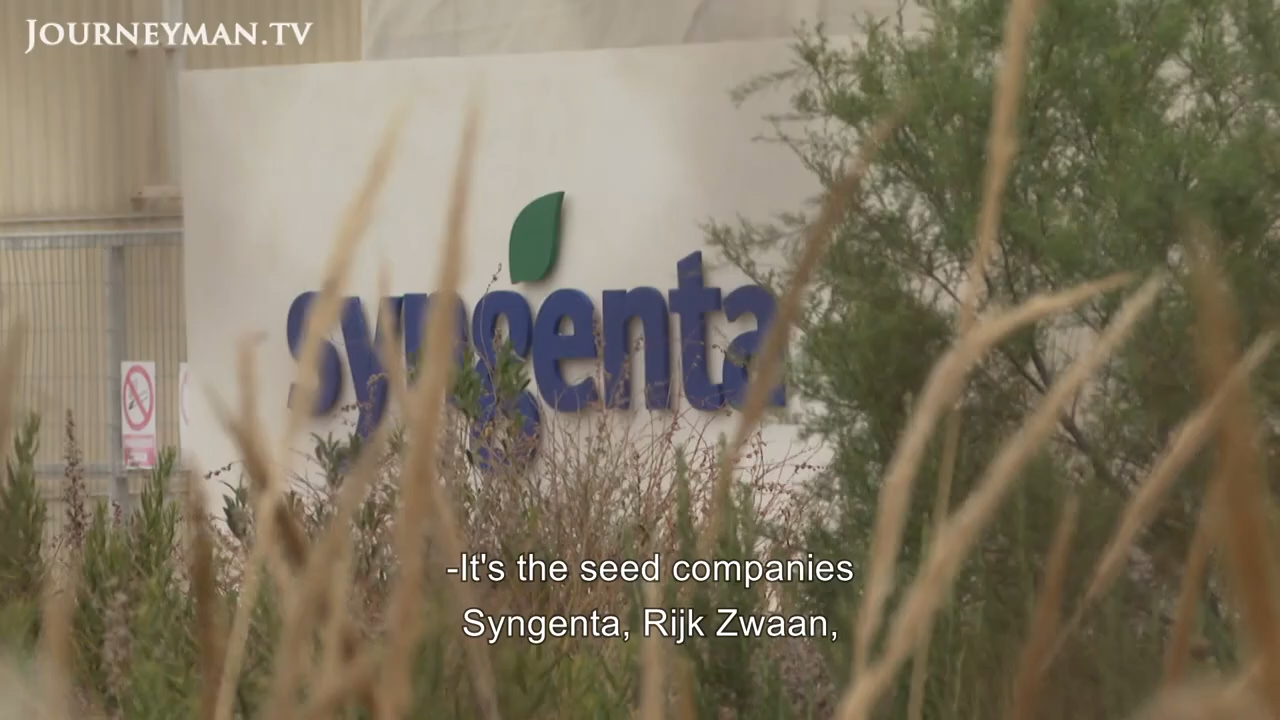 JOURNEYMAN.TV
syngenta
-It's the seed companies
Syngenta, Rijk Zwaan,